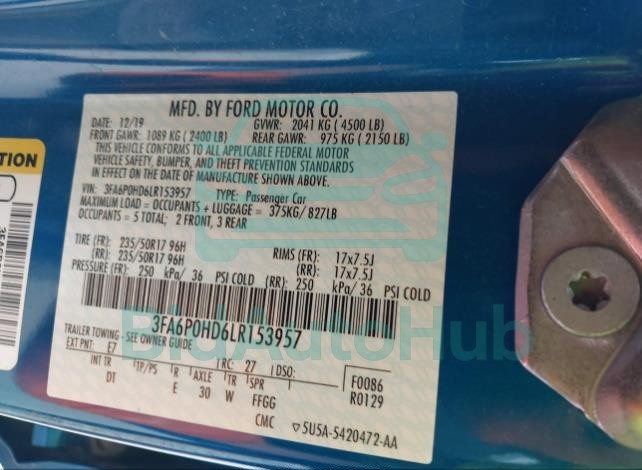 MFD. BY FORD MOTOR CO.
DATE: 12/19 GVWR: 2041 KG ( 4500 LB)
FRONT GAWR: 1089 KG ( 2400 LB) REAR GAWR: 975 KG ( 2150 LB)
THIS VEHICLE CONFORMS TO ALL APPLICABLE FEDERAL MOTOR
VEHICLE SAFETY, BUMPER, AND THEFT PREVENTION STANDARDS
IN EFFECT ON THE DATE OF MANUFACTURE SHOWN ABOVE.
VIN: 3FA6P0HD6LR153957 TYPE: Passenger Car
MAXIMUM LOAD = OCCUPANTS + LUGGAGE = 375KG/ 827LB
OCCUPANTS = 5 TOTAL; 2 FRONT, 3 REAR
TIRE (FR): 235/50R17 96H RIMS (FR): 17x7.5J
(RR): 235/50R17 96H (RR): 17x7.5J
PRESSURE (FR): 250 kPa/ 36 PSI COLD (RR): 250 kPa/ 36 PSI COLD
3FA6P0HD6LR153957
TRAILER TOWING - SEE OWNER GUIDE
EXT PNT: E7 RC: 27 DSO:
INT TR TP/PS R AXLE TR SPR F0086
DT E 30 W FFGG R0129
CMC 5U5A-5420472-AA
TION
BidAutoHub